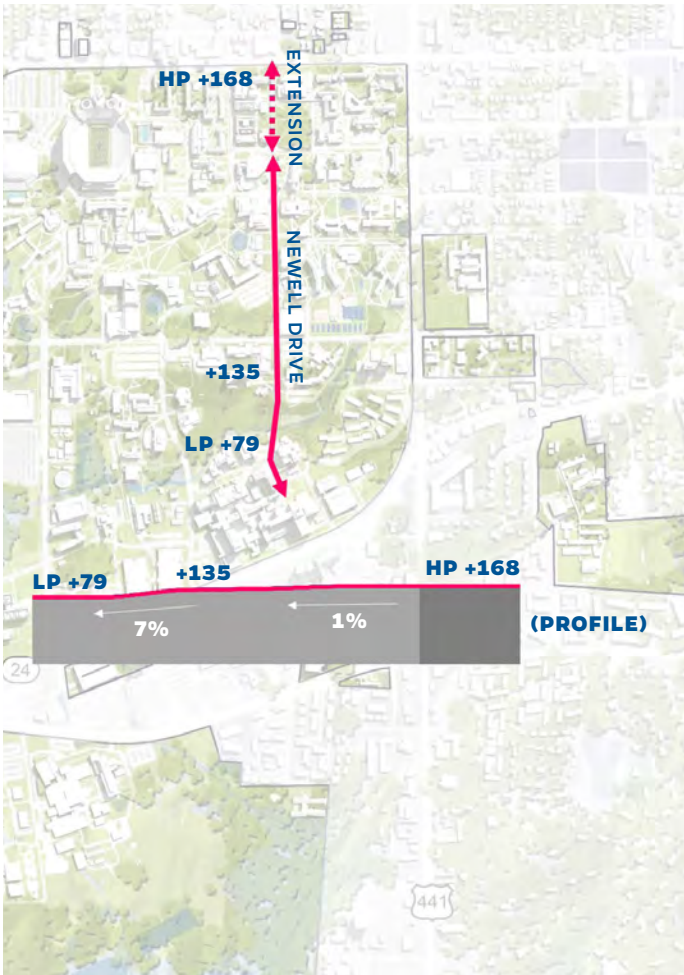 HP +168
EXTENSION
NEWELL DRIVE
+135
LP +79
LP +79
+135
HP +168
7%
1%
(PROFILE)
24
441